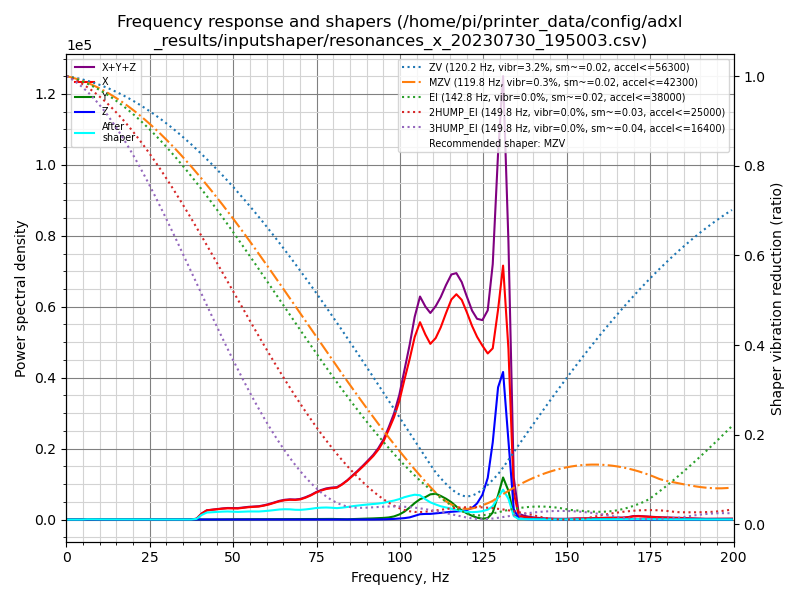 Frequency response and shapers (/home/pi/printer_data/config/adxl
_results/inputshaper/resonances_x_20230730_195003.csv)
1e5
X+Y+Z
X
Y
Z
After
shaper
ZV (120.2 Hz, vibr=3.2%, sm~=0.02, accel<=56300)
MZV (119.8 Hz, vibr=0.3%, sm~=0.02, accel<=42300)
EI (142.8 Hz, vibr=0.0%, sm~=0.02, accel<=38000)
2HUMP_EI (149.8 Hz, vibr=0.0%, sm~=0.03, accel<=25000)
3HUMP_EI (149.8 Hz, vibr=0.0%, sm~=0.04, accel<=16400)
Recommended shaper: MZV
Power spectral density
1.2
1.0
0.8
0.6
0.4
0.2
0.0
1.0
0.8
0.6
0.4
0.2
0.0
Shaper vibration reduction (ratio)
0 25 50 75 100 125 150 175 200
Frequency, Hz